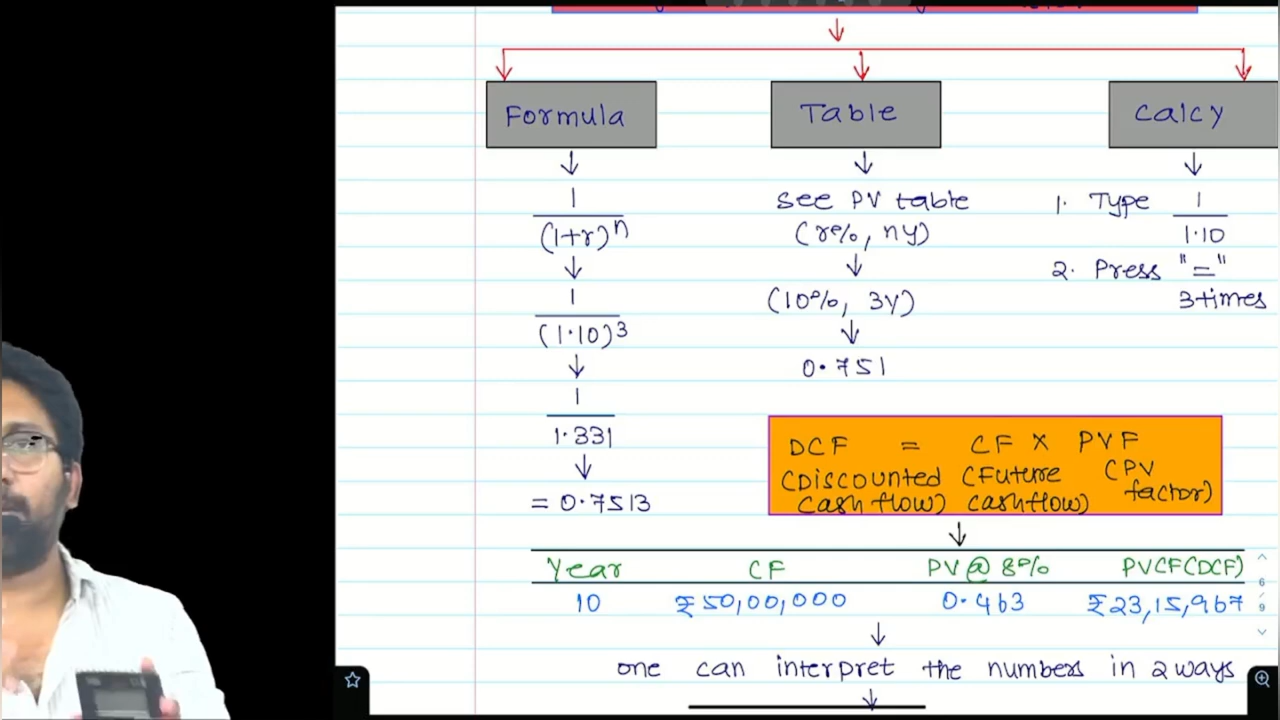 Formula
Table
Calcy
1
(1+r)n
1
(1.10)3
1
1.331
= 0.7513
See PV table
(r%, ny)
(10%, 3Y)
0.751
1. Type 1
1.10
2. Press "="
3times
DCF = CF × PVF
(Discounted (Future (PV
cash flow) cashflow) factor)
Year CF PV@ 8% PVCF(DCF)
10 ₹50,00,000 0.463 ₹23,15,967
one can interpret the numbers in 2 ways
6
/
9